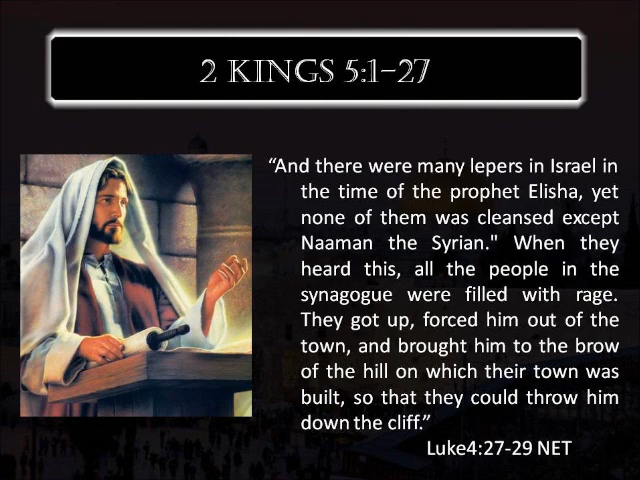 2 KINGS 5:1–27
“And there were many lepers in Israel in
the time of the prophet Elisha, yet
none of them was cleansed except
Naaman the Syrian." When they
heard this, all the people in the
synagogue were filled with rage.
They got up, forced him out of the
town, and brought him to the brow
of the hill on which their town was
built, so that they could throw him
down the cliff.”
Luke4:27-29 NET